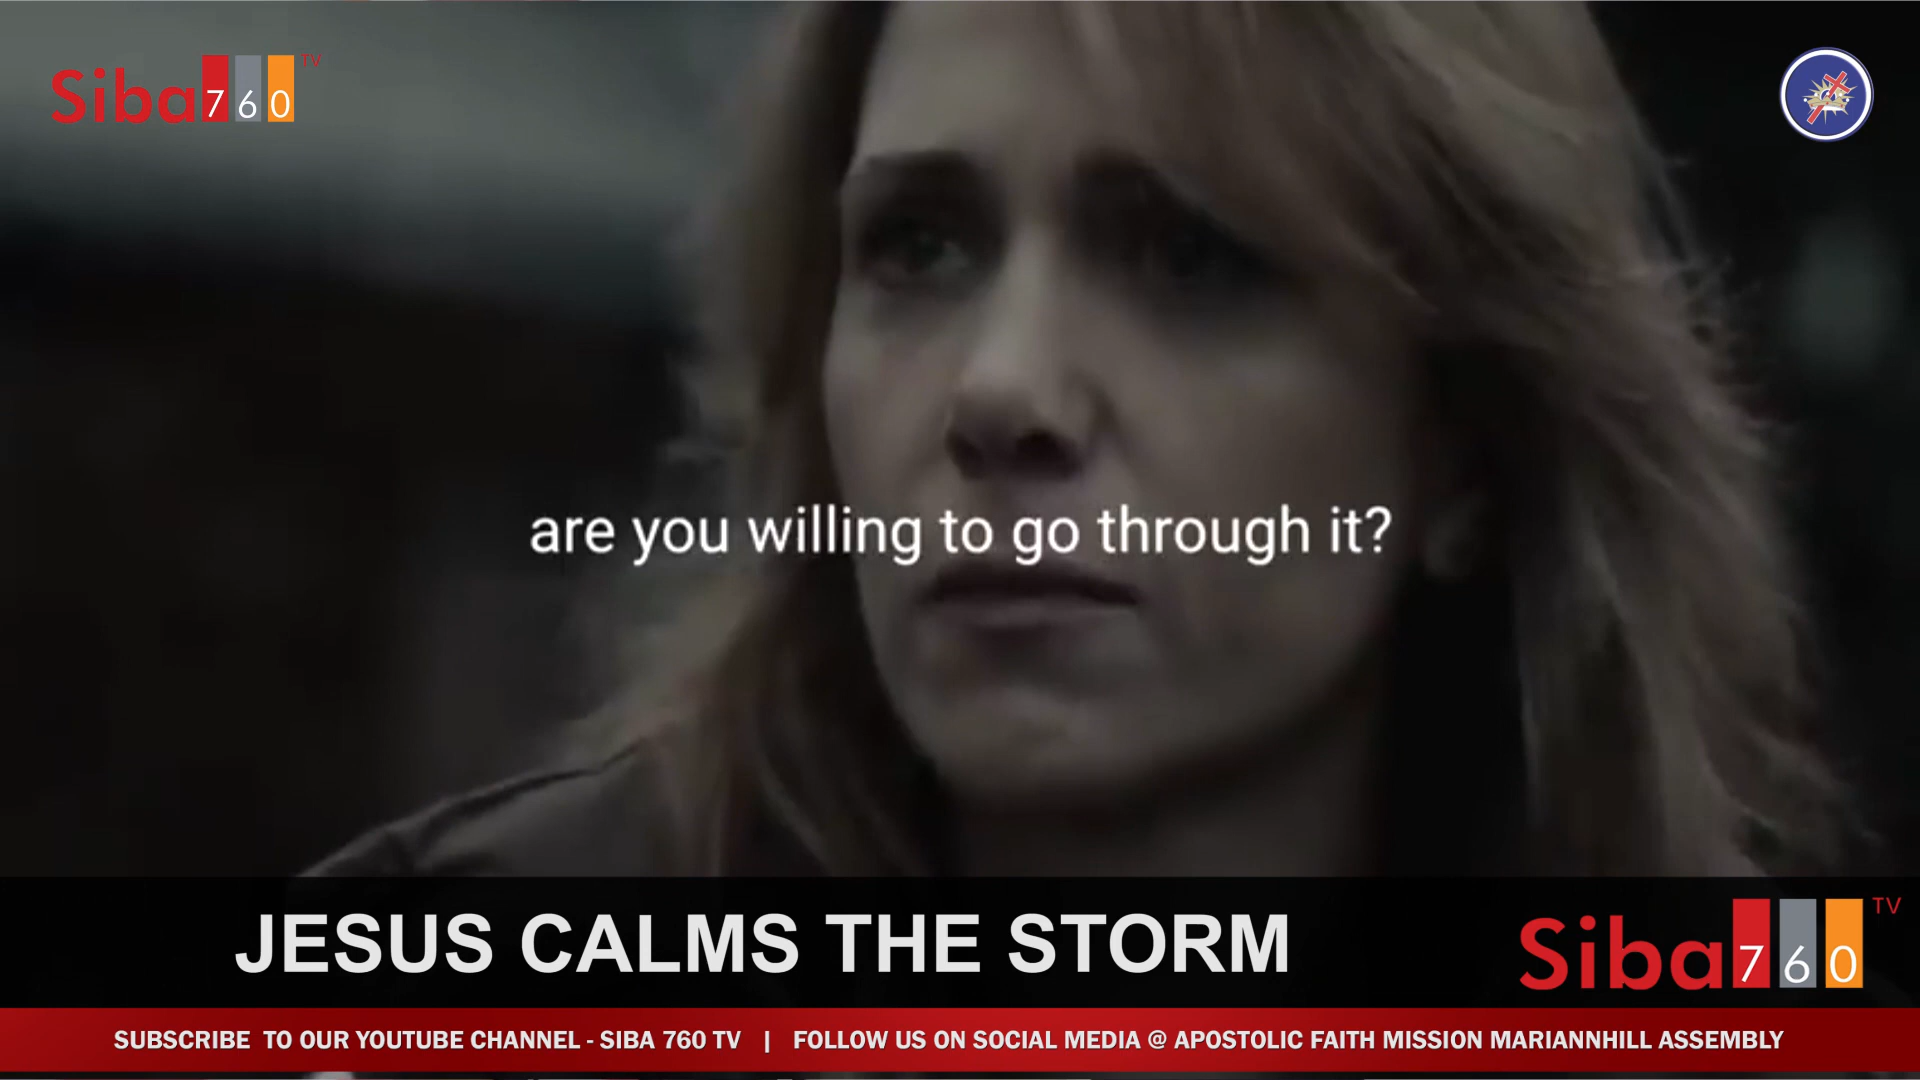 Siba760 TV
are you willing to go through it?
JESUS CALMS THE STORM
Siba760 TV
SUBSCRIBE TO OUR YOUTUBE CHANNEL - SIBA 760 TV | FOLLOW US ON SOCIAL MEDIA @ APOSTOLIC FAITH MISSION MARIANNHILL ASSEMBLY